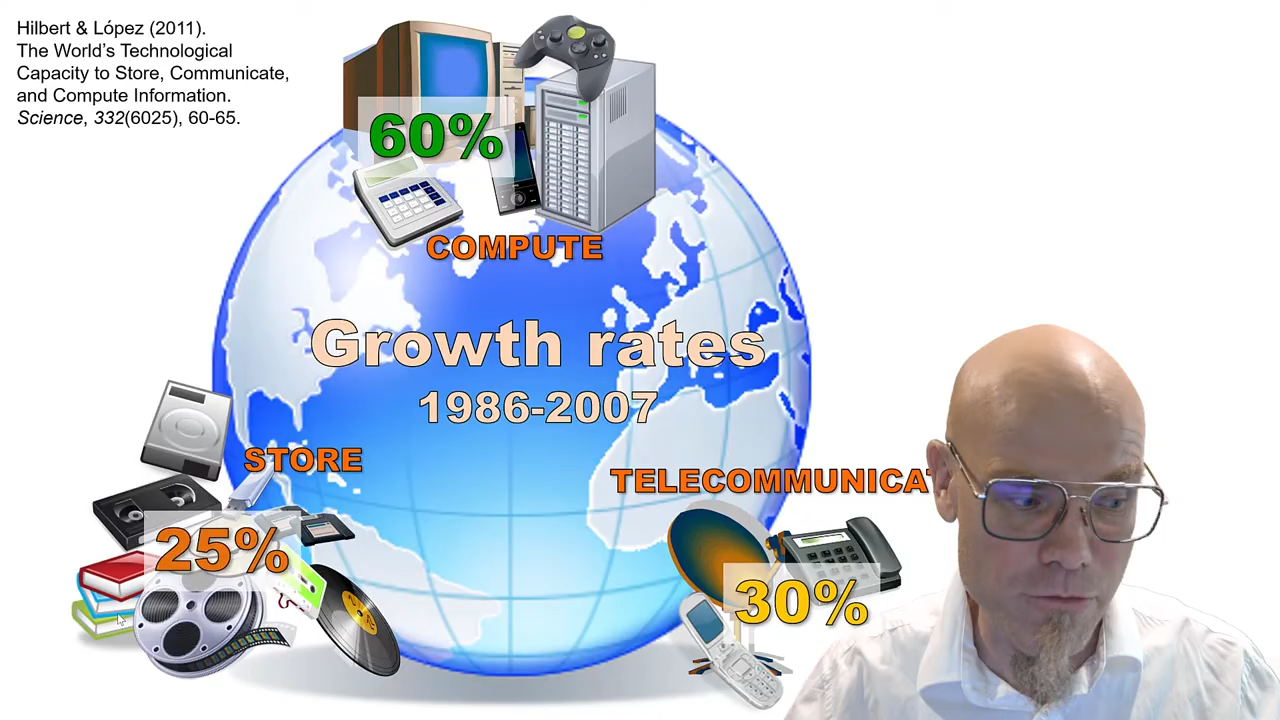 Hilbert & López (2011).
The World's Technological
Capacity to Store, Communicate,
and Compute Information.
Science, 332(6025), 60-65.
60%
COMPUTE
Growth rates
1986-2007
STORE
TELECOMMUNICAT
25%
30%